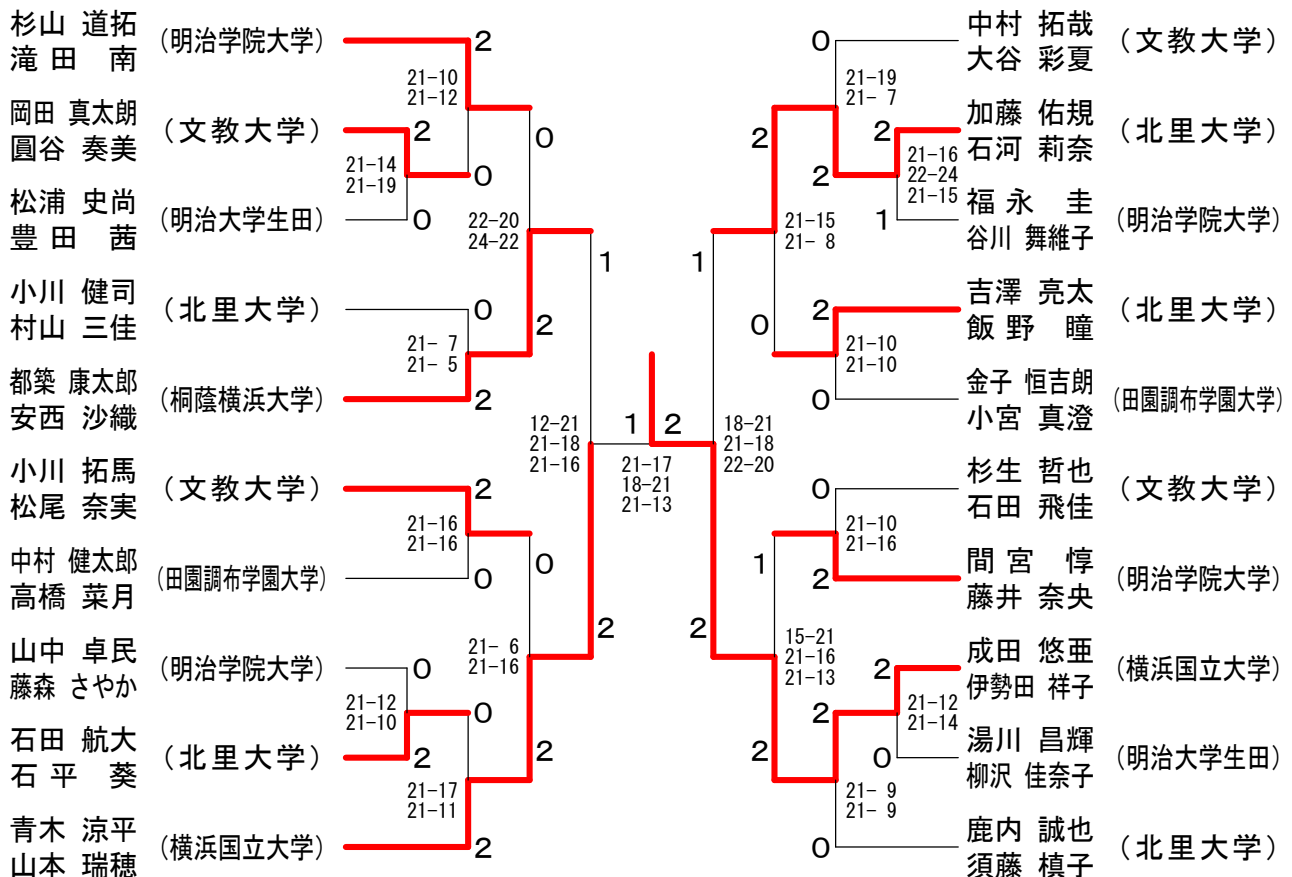 杉山 道拓
滝田 南
(明治学院大学)
2
21-10
21-12
岡田 真太朗
圓谷 奏美
(文教大学)
2
0
21-14
21-19
松浦 史尚
豊田 茜
(明治大学生田)
0
0
22-20
24-22
1
小川 健司
村山 三佳
(北里大学)
0
2
21- 7
21- 5
都築 康太郎
安西 沙織
(桐蔭横浜大学)
2
12-21
21-18
21-16
小川 拓馬
松尾 奈実
(文教大学)
2
21-16
21-16
中村 健太郎
高橋 菜月
(田園調布学園大学)
0
0
21- 6
21-16
2
山中 卓民
藤森 さやか
(明治学院大学)
0
21-12
21-10
0
石田 航大
石平 葵
(北里大学)
2
2
21-17
21-11
青木 涼平
山本 瑞穂
(横浜国立大学)
2
1
2
21-17
18-21
21-13
0
中村 拓哉
大谷 彩夏
(文教大学)
21-19
21- 7
2
2
2
加藤 佑規
石河 莉奈
(北里大学)
21-16
22-24
21-15
1
福永 圭
谷川 舞維子
(明治学院大学)
21-15
21- 8
1
0
2
吉澤 亮太
飯野 瞳
(北里大学)
21-10
21-10
0
金子 恒吉朗
小宮 真澄
(田園調布学園大学)
18-21
21-18
22-20
0
杉生 哲也
石田 飛佳
(文教大学)
21-10
21-16
1
2
間宮 惇
藤井 奈央
(明治学院大学)
2
15-21
21-16
21-13
2
成田 悠亜
伊勢田 祥子
(横浜国立大学)
21-12
21-14
2
2
0
湯川 昌輝
柳沢 佳奈子
(明治大学生田)
21- 9
21- 9
0
鹿内 誠也
須藤 槙子
(北里大学)